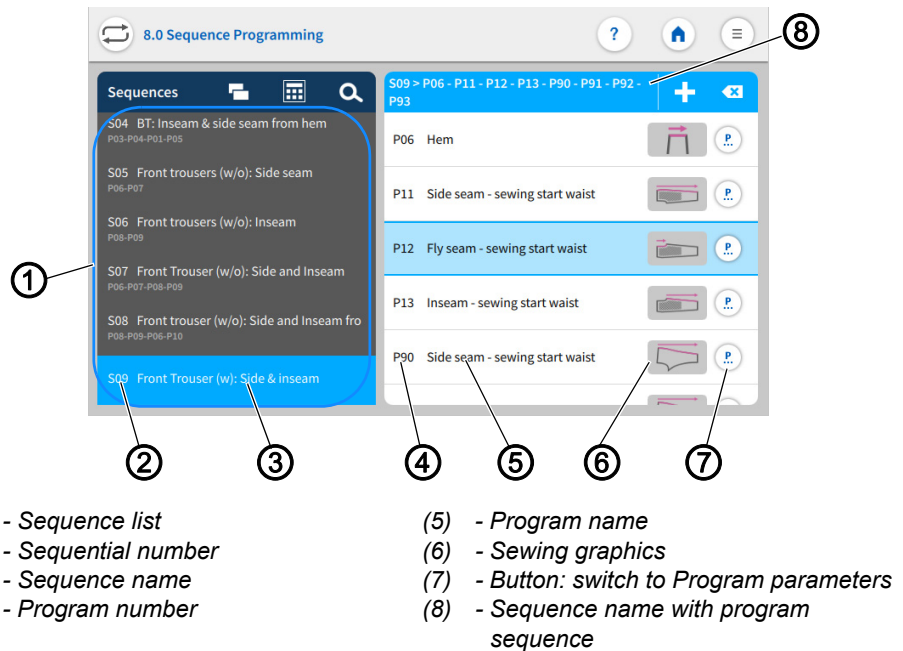 8.0 Sequence Programming
?
⑧
Sequences
S09 > P06 - P11 - P12 - P13 - P90 - P91 - P92 -
P93
S04 BT: Inseam & side seam from hem
P03-P04-P01-P05
S05 Front trousers (w/o): Side seam
P06-P07
S06 Front trousers (w/o): Inseam
P08-P09
S07 Front Trouser (w/o): Side and Inseam
P06-P07-P08-P09
S08 Front trouser (w/o): Side and Inseam fro
P08-P09-P06-P10
S09 Front Trouser (w): Side & inseam
P06 Hem P...
P11 Side seam - sewing start waist P...
P12 Fly seam - sewing start waist P...
P13 Inseam - sewing start waist P...
P90 Side seam - sewing start waist P...
①
② ③ ④ ⑤ ⑥ ⑦
- Sequence list
- Sequential number
- Sequence name
- Program number
(5) - Program name
(6) - Sewing graphics
(7) - Button: switch to Program parameters
(8) - Sequence name with program
sequence